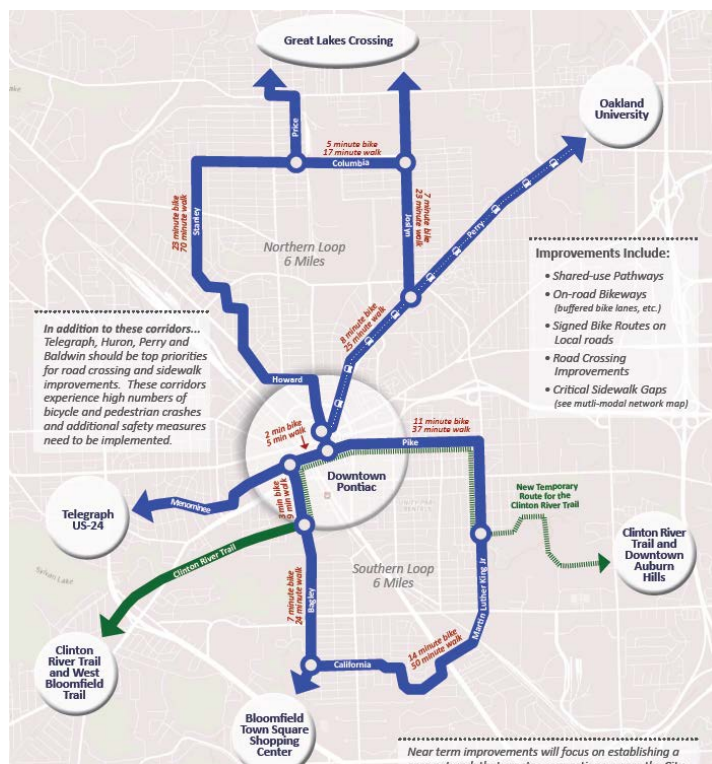 Great Lakes Crossing
Oakland
University
Price
5 minute bike
17 minute walk
Columbia
Stanley
23 minute bike
70 minute walk
Joslyn
7 minute bike
23 minute walk
Perry
Northern Loop
6 Miles
Improvements Include:
• Shared-use Pathways
• On-road Bikeways
(buffered bike lanes, etc.)
• Signed Bike Routes on
Local roads
• Road Crossing
Improvements
• Critical Sidewalk Gaps
(see mutli-modal network map)
In addition to these corridors...
Telegraph, Huron, Perry and
Baldwin should be top priorities
for road crossing and sidewalk
improvements. These corridors
experience high numbers of
bicycle and pedestrian crashes
and additional safety measures
need to be implemented.
8 minute bike
25 minute walk
Howard
2 min bike
5 min walk
11 minute bike
37 minute walk
Pike
Downtown
Pontiac
Menominee
Telegraph
US-24
3 min bike
9 min walk
New Temporary
Route for the
Clinton River Trail
Clinton River
Trail and
Downtown
Auburn
Hills
Clinton River Trail
Southern Loop
6 Miles
Martin Luther King Jr
7 minute bike
24 minute walk
Bagley
14 minute bike
50 minute walk
California
Clinton
River Trail
and West
Bloomfield
Trail
Bloomfield
Town Square
Shopping
Center
Near term improvements will focus on establishing a